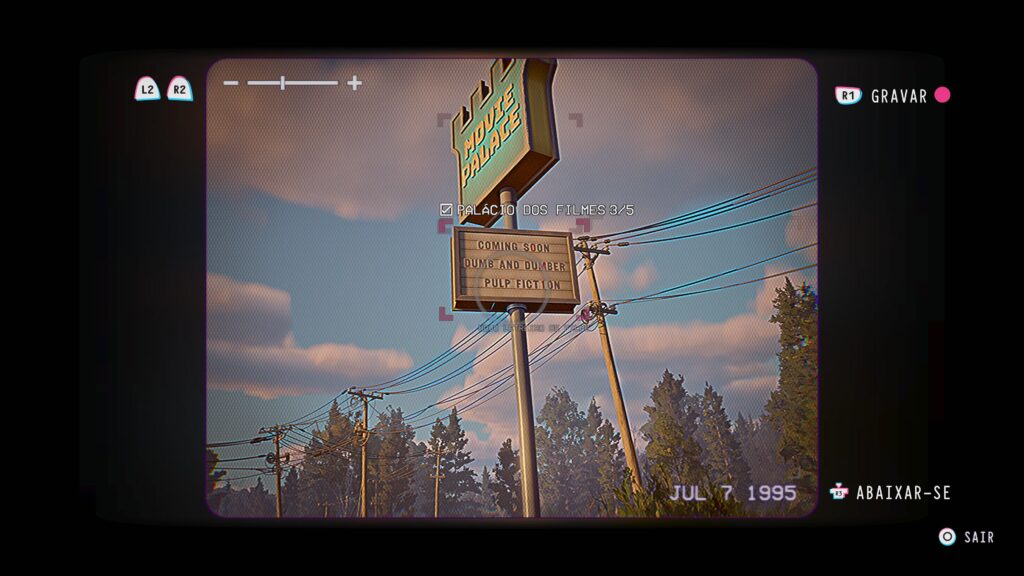 L2 R2
R1 GRAVAR
MOVIE
PALACE
PALÁCIO DOS FILMES 3/5
COMING SOON
DUMB AND DUMBER
PULP FICTION
JUL 7 1995
R3 ABAIXAR-SE
SAIR